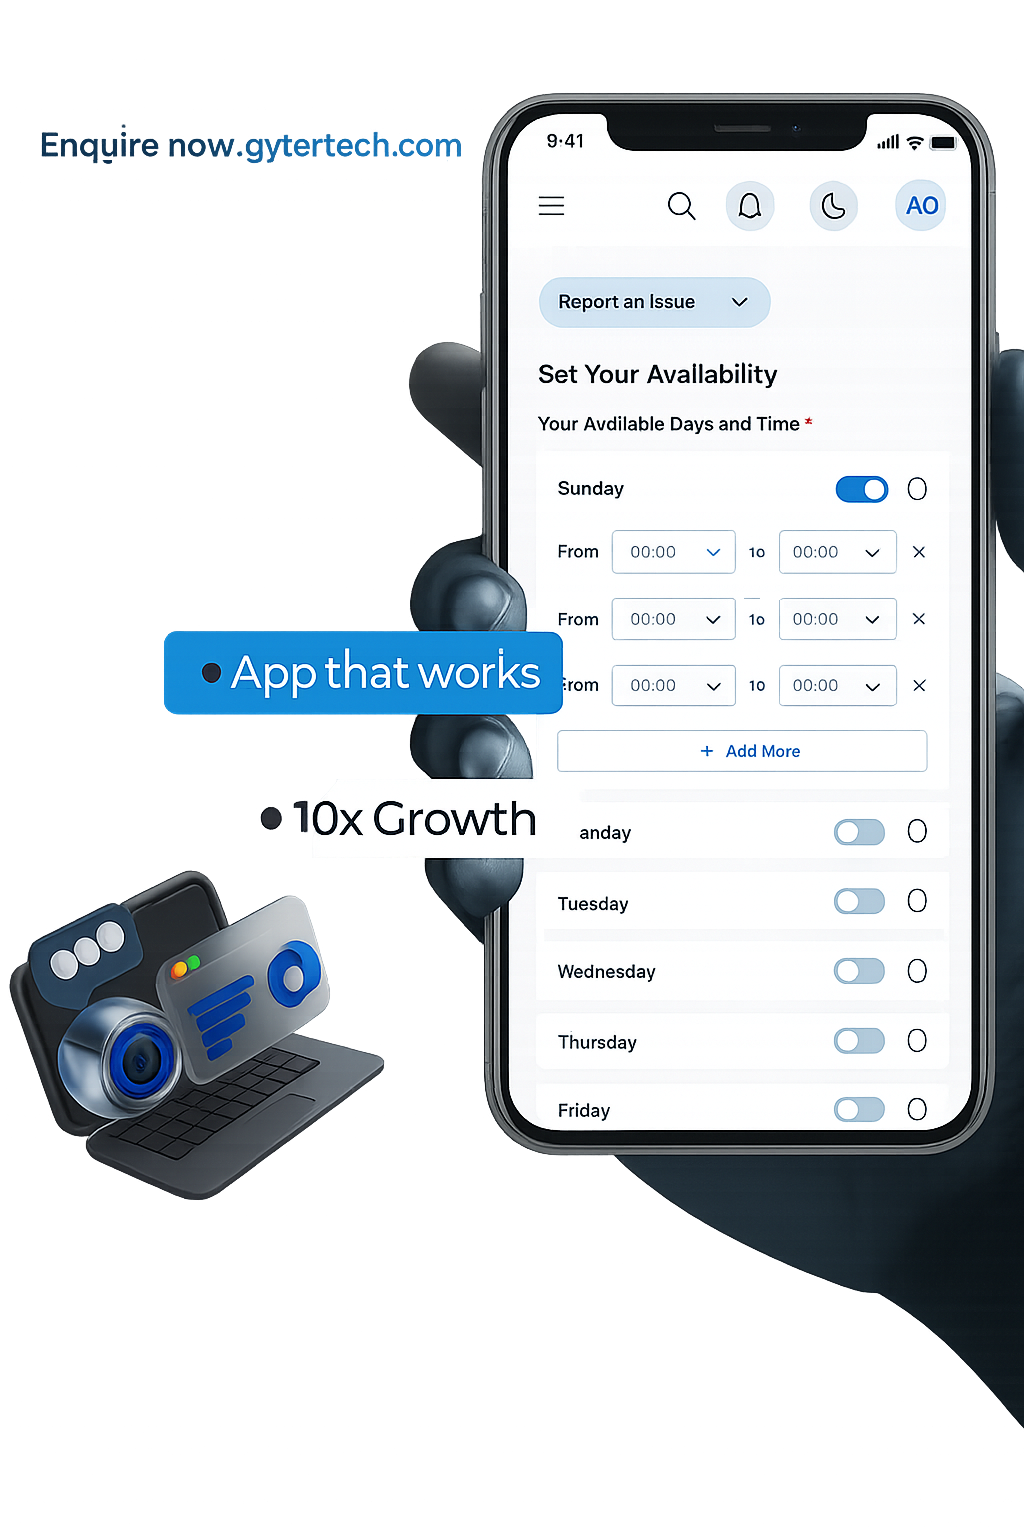 Enquire now.gytertech.com
9:41
AO
Report an Issue
Set Your Availability
Your Avdilable Days and Time *
Sunday
From 00:00 1o 00:00
From 00:00 1o 00:00
From 00:00 10 00:00
• App that works
+ Add More
• 10x Growth
anday
Tuesday
Wednesday
Thursday
Friday